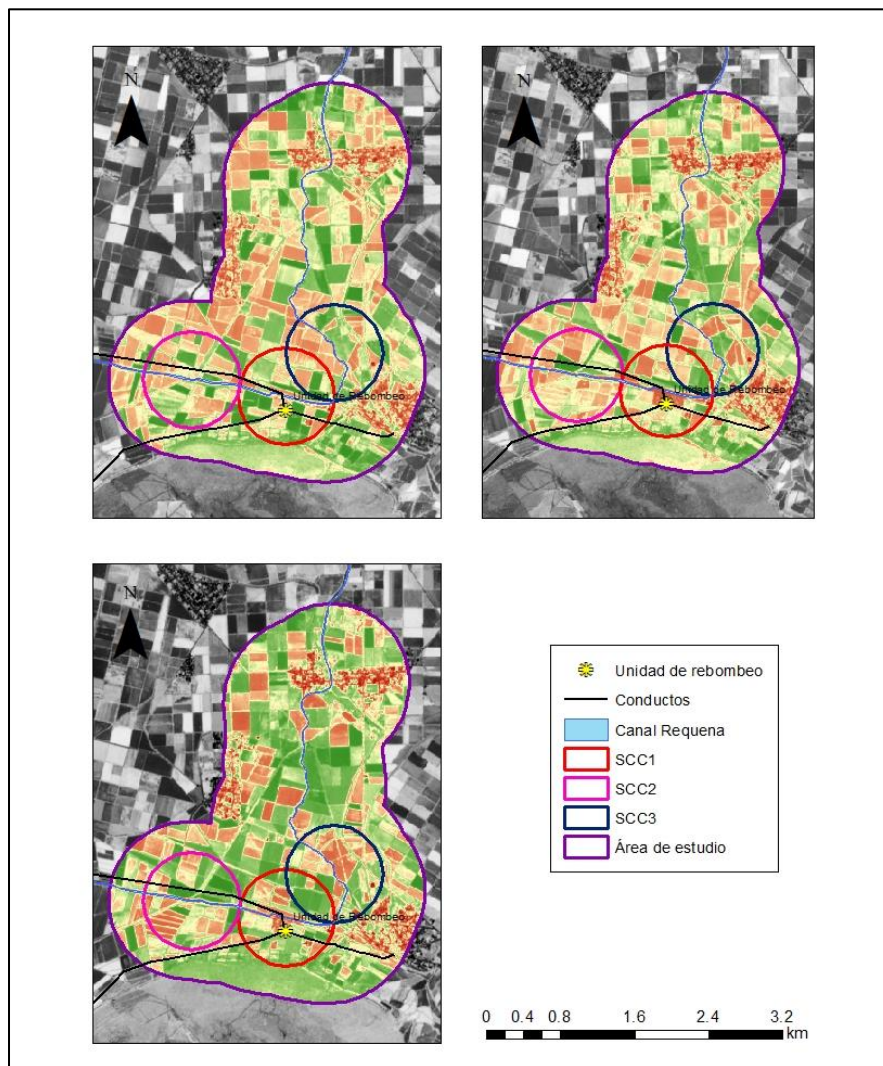 N
N
Unidad de Rebombeo
Unidad de Rebombeo
N
Unidad de Rebombeo
Unidad de rebombeo
Conductos
Canal Requena
SCC1
SCC2
SCC3
Área de estudio
0 0.4 0.8 1.6 2.4 3.2
km